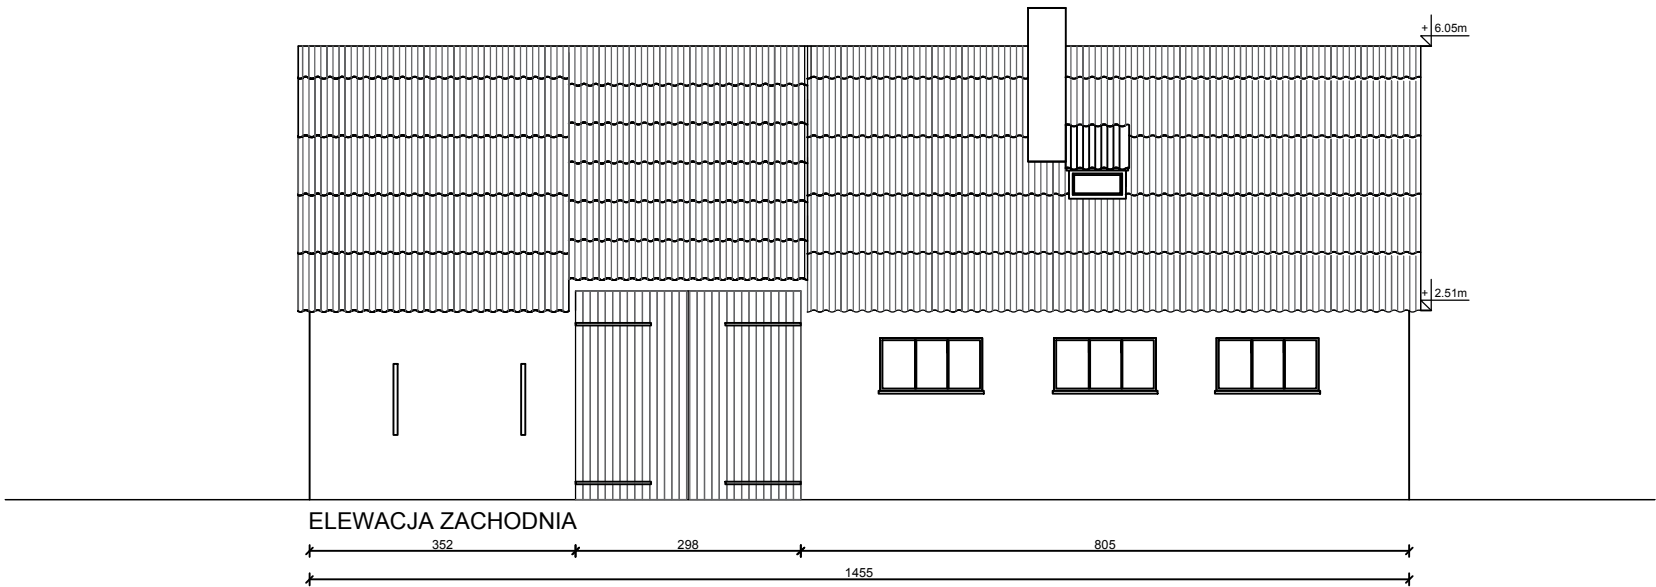 + 6.05m
+ 2.51m
ELEWACJA ZACHODNIA
352 298 805
1455